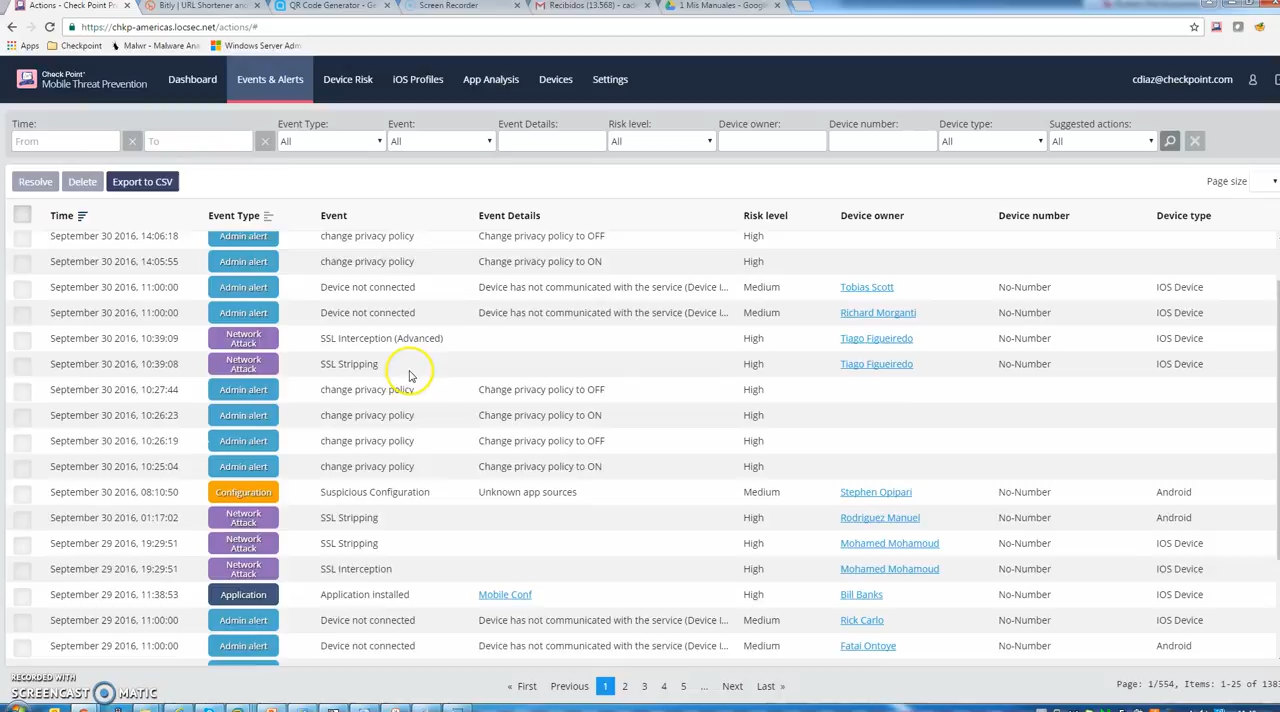 Actions - Check Point Mo
Bitly | URL Shortener an
QR Code Generator - Ge
Screen Recorder
Recibidos (13.568) - cad
1 Mis Manuales - Google
https://chkp-americas.locsec.net/actions/#
Apps Checkpoint Malwr - Malware Ana Windows Server Adm
Check Point
Mobile Threat Prevention
Dashboard Events & Alerts Device Risk iOS Profiles App Analysis Devices Settings cdiaz@checkpoint.com
Time: Event Type: Event: Event Details: Risk level: Device owner: Device number: Device type: Suggested actions:
From To All All All All All
Resolve Delete Export to CSV Page size
Time Event Type Event Event Details Risk level Device owner Device number Device type
September 30 2016, 14:06:18 Admin alert change privacy policy Change privacy policy to OFF High
September 30 2016, 14:05:55 Admin alert change privacy policy Change privacy policy to ON High
September 30 2016, 11:00:00 Admin alert Device not connected Device has not communicated with the service (Device I... Medium Tobias Scott No-Number IOS Device
September 30 2016, 11:00:00 Admin alert Device not connected Device has not communicated with the service (Device I... Medium Richard Morganti No-Number IOS Device
September 30 2016, 10:39:09 Network Attack SSL Interception (Advanced) High Tiago Figueiredo No-Number IOS Device
September 30 2016, 10:39:08 Network Attack SSL Stripping High Tiago Figueiredo No-Number IOS Device
September 30 2016, 10:27:44 Admin alert change privacy policy Change privacy policy to OFF High
September 30 2016, 10:26:23 Admin alert change privacy policy Change privacy policy to ON High
September 30 2016, 10:26:19 Admin alert change privacy policy Change privacy policy to OFF High
September 30 2016, 10:25:04 Admin alert change privacy policy Change privacy policy to ON High
September 30 2016, 08:10:50 Configuration Suspicious Configuration Unknown app sources Medium Stephen Opipari No-Number Android
September 30 2016, 01:17:02 Network Attack SSL Stripping High Rodriguez Manuel No-Number Android
September 29 2016, 19:29:51 Network Attack SSL Stripping High Mohamed Mohamoud No-Number IOS Device
September 29 2016, 19:29:51 Network Attack SSL Interception High Mohamed Mohamoud No-Number IOS Device
September 29 2016, 11:38:53 Application Application installed Mobile Conf High Bill Banks No-Number IOS Device
September 29 2016, 11:00:00 Admin alert Device not connected Device has not communicated with the service (Device I... Medium Rick Carlo No-Number IOS Device
September 29 2016, 11:00:00 Admin alert Device not connected Device has not communicated with the service (Device I... Medium Fatai Ontoye No-Number Android
« First Previous 1 2 3 4 5 ... Next Last » Page: 1/554, Items: 1-25 of 1383
RECORDED WITH
SCREENCAST MATIC